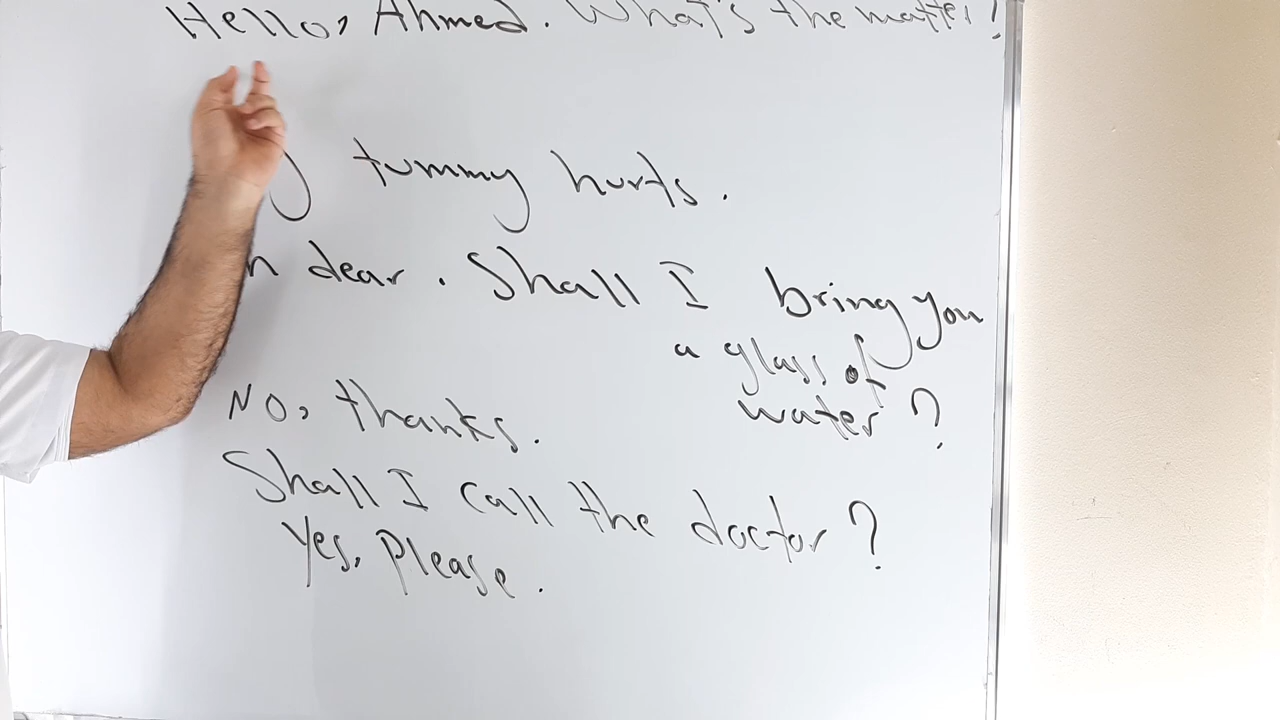 Hello, Ahmed. What's the matter?
tummy hurts.
dear. Shall I bring you
a glass of
water?
No, thanks.
Shall I call the doctor?
Yes, Please.